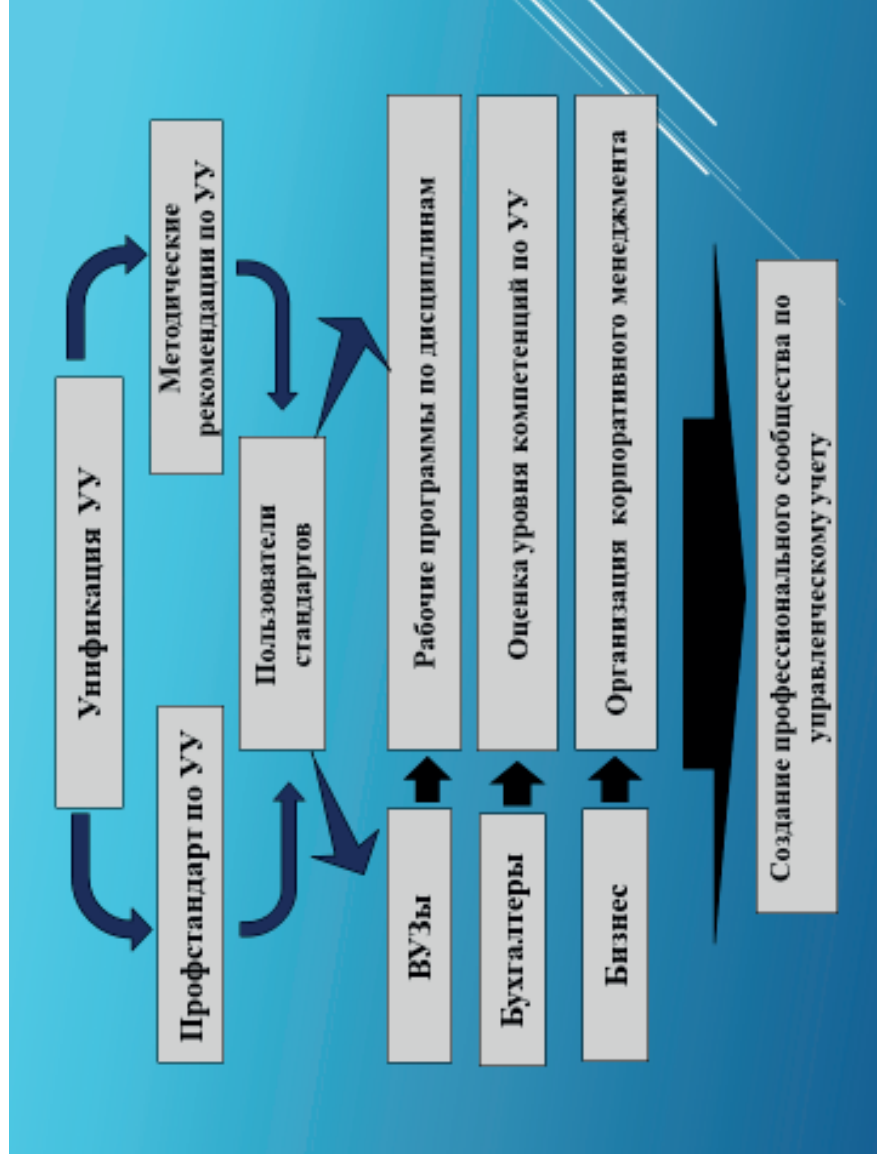 Унификация УУ
Профстандарт по УУ
Методические
рекомендации по УУ
Пользователи
стандартов
ВУЗы
Рабочие программы по дисциплинам
Бухгалтеры
Оценка уровня компетенций по УУ
Бизнес
Организация корпоративного менеджмента
Создание профессионального сообщества по
управленческому учету